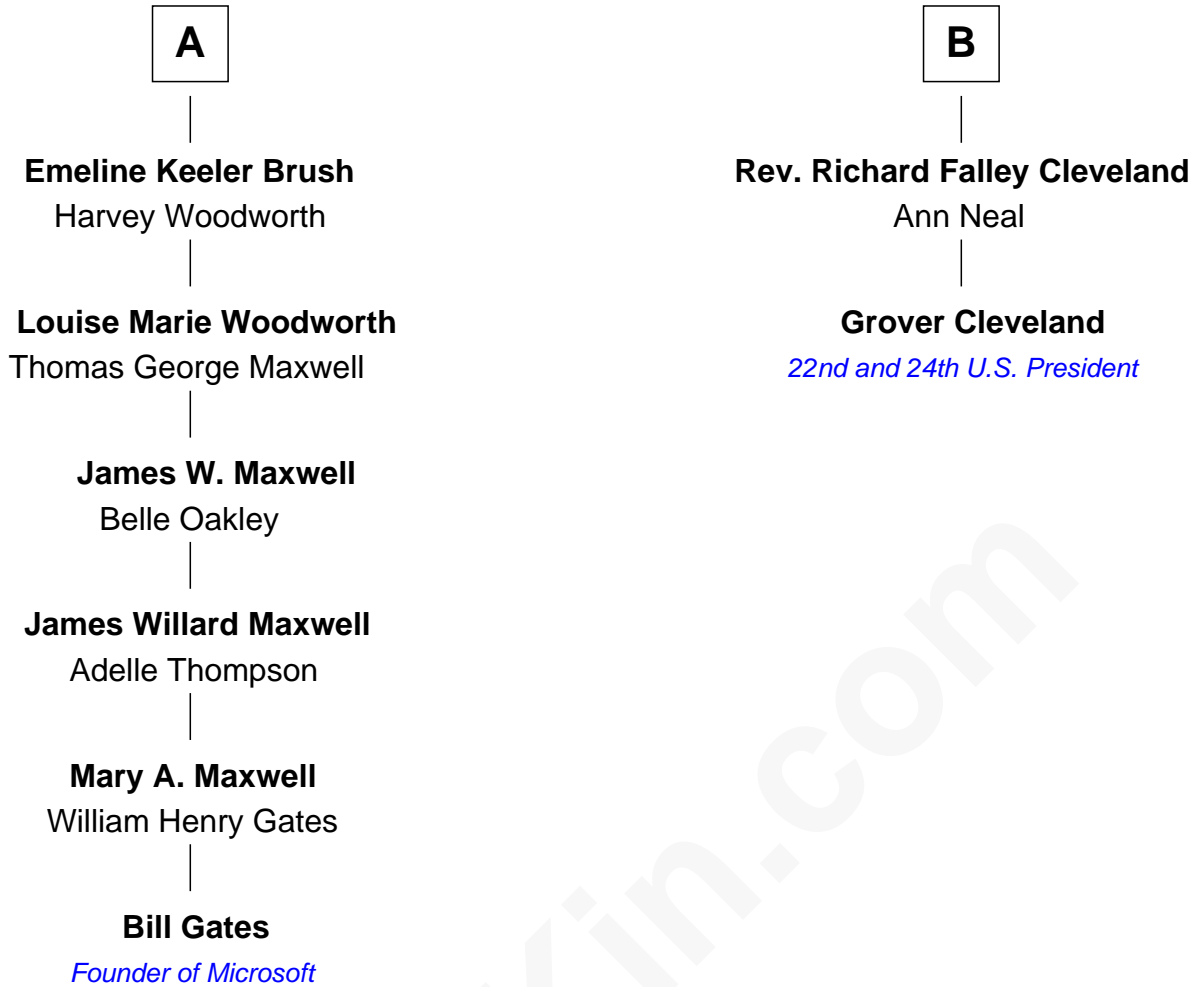 A
Emeline Keeler Brush
Harvey Woodworth
Louise Marie Woodworth
Thomas George Maxwell
James W. Maxwell
Belle Oakley
James Willard Maxwell
Adelle Thompson
Mary A. Maxwell
William Henry Gates
Bill Gates
Founder of Microsoft
B
Rev. Richard Falley Cleveland
Ann Neal
Grover Cleveland
22nd and 24th U.S. President
in.com